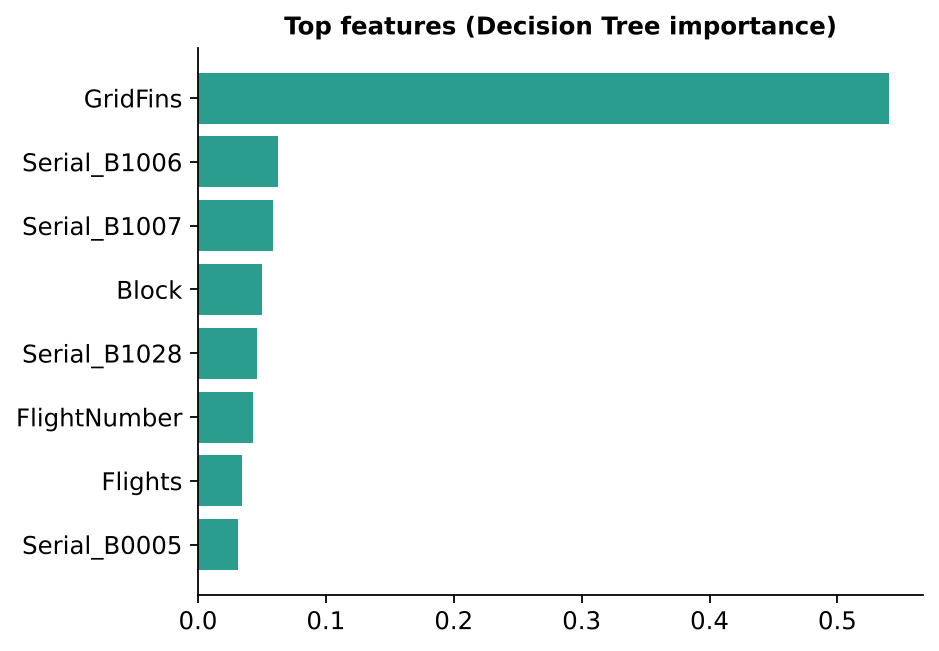 Top features (Decision Tree importance)
GridFins
Serial_B1006
Serial_B1007
Block
Serial_B1028
FlightNumber
Flights
Serial_B0005
0.0 0.1 0.2 0.3 0.4 0.5